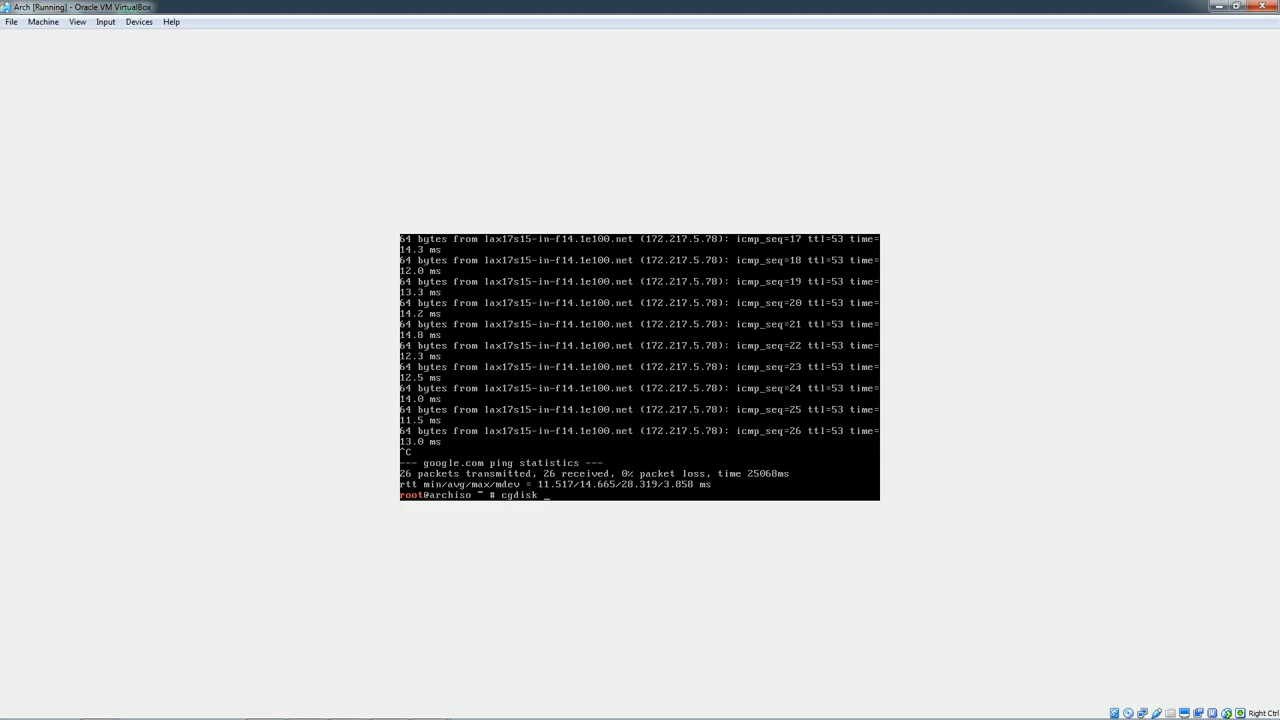 Arch [Running] - Oracle VM VirtualBox
File Machine View Input Devices Help
64 bytes from lax17s15-in-f14.1e100.net (172.217.5.78): icmp_seq=17 ttl=53 time=
14.3 ms
64 bytes from lax17s15-in-f14.1e100.net (172.217.5.78): icmp_seq=18 ttl=53 time=
12.0 ms
64 bytes from lax17s15-in-f14.1e100.net (172.217.5.78): icmp_seq=19 ttl=53 time=
13.3 ms
64 bytes from lax17s15-in-f14.1e100.net (172.217.5.78): icmp_seq=20 ttl=53 time=
14.2 ms
64 bytes from lax17s15-in-f14.1e100.net (172.217.5.78): icmp_seq=21 ttl=53 time=
14.8 ms
64 bytes from lax17s15-in-f14.1e100.net (172.217.5.78): icmp_seq=22 ttl=53 time=
12.3 ms
64 bytes from lax17s15-in-f14.1e100.net (172.217.5.78): icmp_seq=23 ttl=53 time=
12.5 ms
64 bytes from lax17s15-in-f14.1e100.net (172.217.5.78): icmp_seq=24 ttl=53 time=
14.0 ms
64 bytes from lax17s15-in-f14.1e100.net (172.217.5.78): icmp_seq=25 ttl=53 time=
11.5 ms
64 bytes from lax17s15-in-f14.1e100.net (172.217.5.78): icmp_seq=26 ttl=53 time=
13.0 ms
^C
--- google.com ping statistics ---
26 packets transmitted, 26 received, 0% packet loss, time 25068ms
rtt min/avg/max/mdev = 11.517/14.665/28.319/3.858 ms
root@archiso ~ # cgdisk _
Right Ctrl